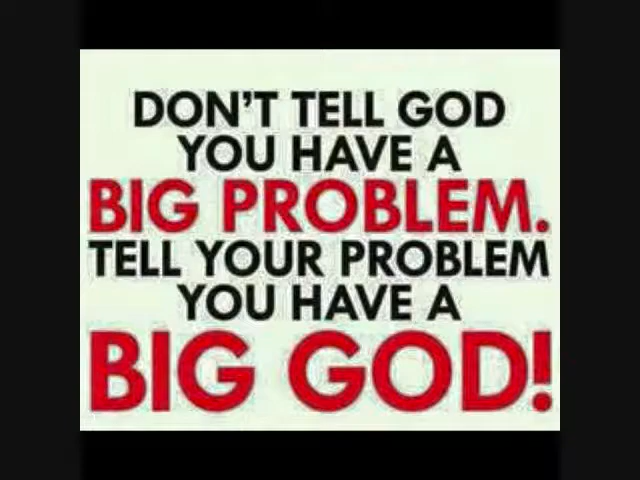 DON'T TELL GOD
YOU HAVE A
BIG PROBLEM.
TELL YOUR PROBLEM
YOU HAVE A
BIG GOD!